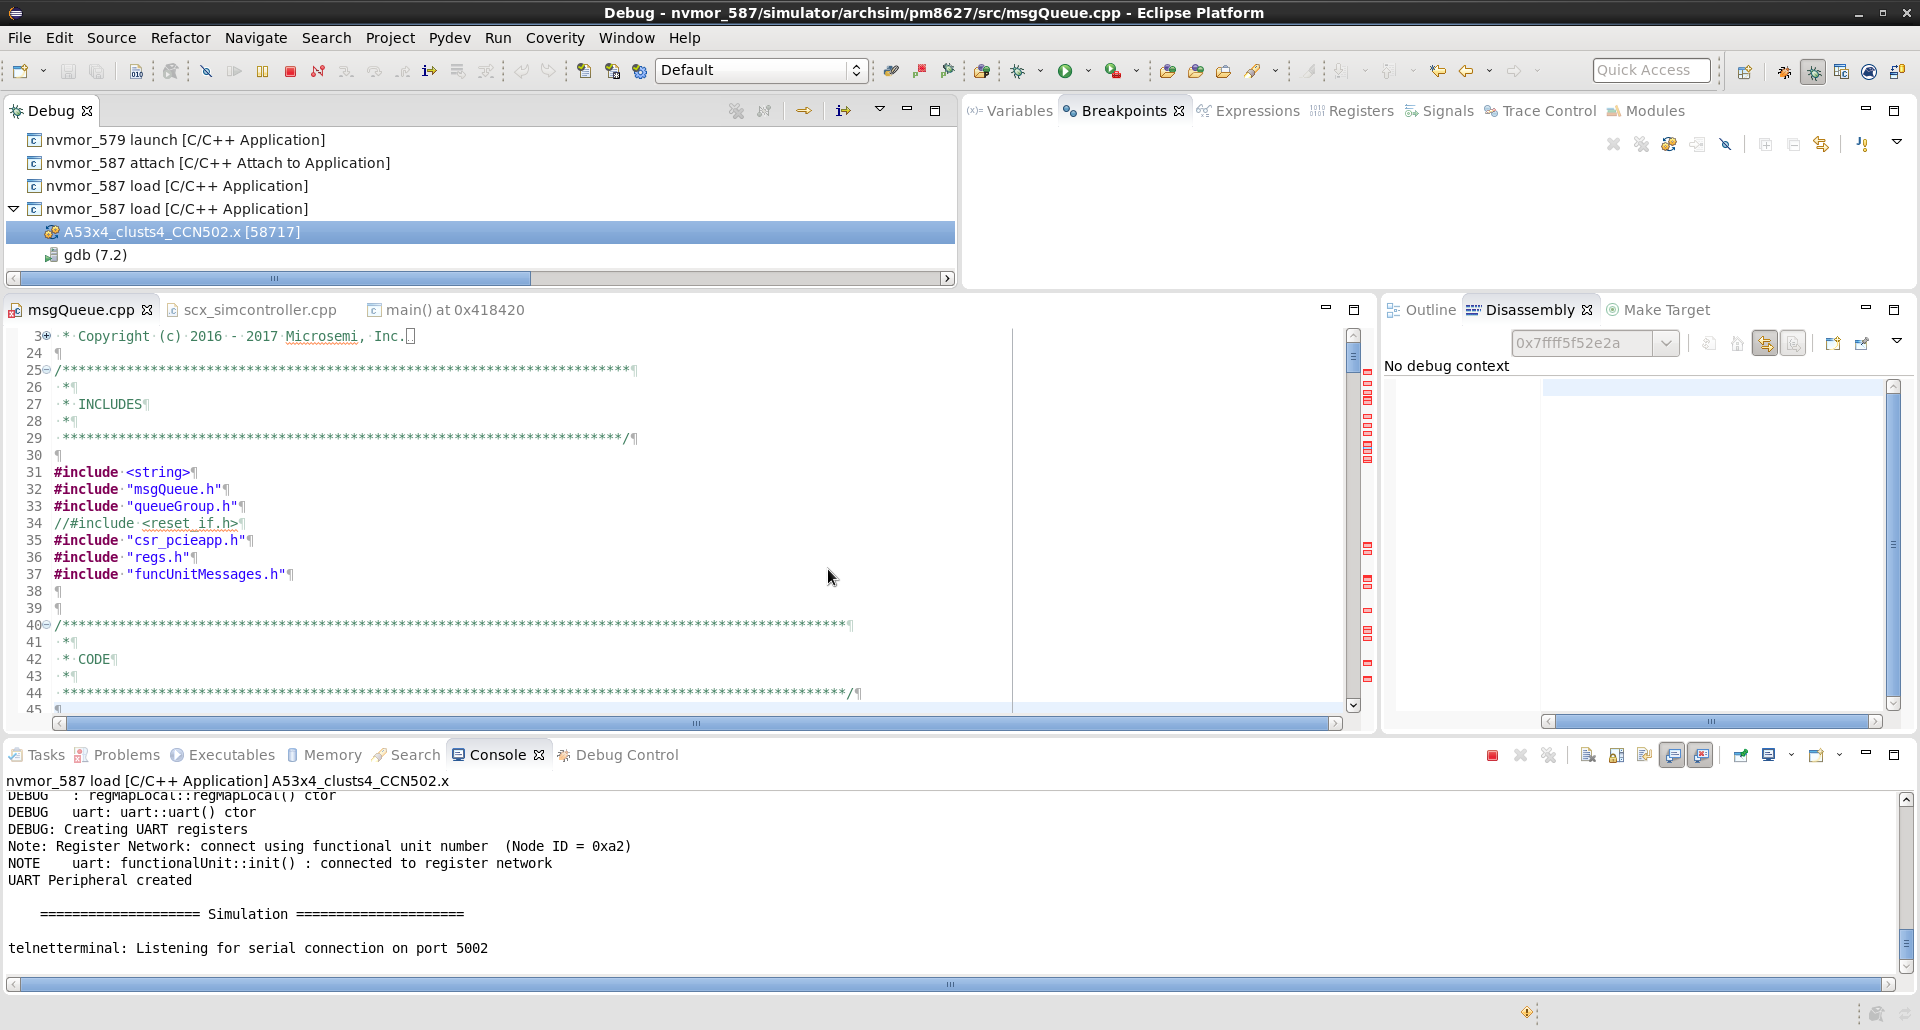 Debug - nvmor_587/simulator/archsim/pm8627/src/msgQueue.cpp - Eclipse Platform
File Edit Source Refactor Navigate Search Project Pydev Run Coverity Window Help
Default
Quick Access
Debug
nvmor_579 launch [C/C++ Application]
nvmor_587 attach [C/C++ Attach to Application]
nvmor_587 load [C/C++ Application]
nvmor_587 load [C/C++ Application]
A53x4_clusts4_CCN502.x [58717]
gdb (7.2)
(x)= Variables Breakpoints Expressions Registers Signals Trace Control Modules
msgQueue.cpp scx_simcontroller.cpp main() at 0x418420
3 * Copyright (c) 2016 - 2017 Microsemi, Inc.
24 ¶
25 /***********************************************************************¶
26 *¶
27 * INCLUDES¶
28 *¶
29 **********************************************************************/¶
30 ¶
31 #include <string>¶
32 #include "msgQueue.h"¶
33 #include "queueGroup.h"¶
34 //#include <reset_if.h>¶
35 #include "csr_pcieapp.h"¶
36 #include "regs.h"¶
37 #include "funcUnitMessages.h"¶
38 ¶
39 ¶
40 /**************************************************************************************************¶
41 *¶
42 * CODE¶
43 *¶
44 **************************************************************************************************/¶
45 ¶
Outline Disassembly Make Target
0x7ffff5f52e2a
No debug context
Tasks Problems Executables Memory Search Console Debug Control
nvmor_587 load [C/C++ Application] A53x4_clusts4_CCN502.x
DEBUG : regMapLocal::regMapLocal() ctor
DEBUG uart: uart::uart() ctor
DEBUG: Creating UART registers
Note: Register Network: connect using functional unit number (Node ID = 0xa2)
NOTE uart: functionalUnit::init() : connected to register network
UART Peripheral created
==================== Simulation =====================
telnetterminal: Listening for serial connection on port 5002